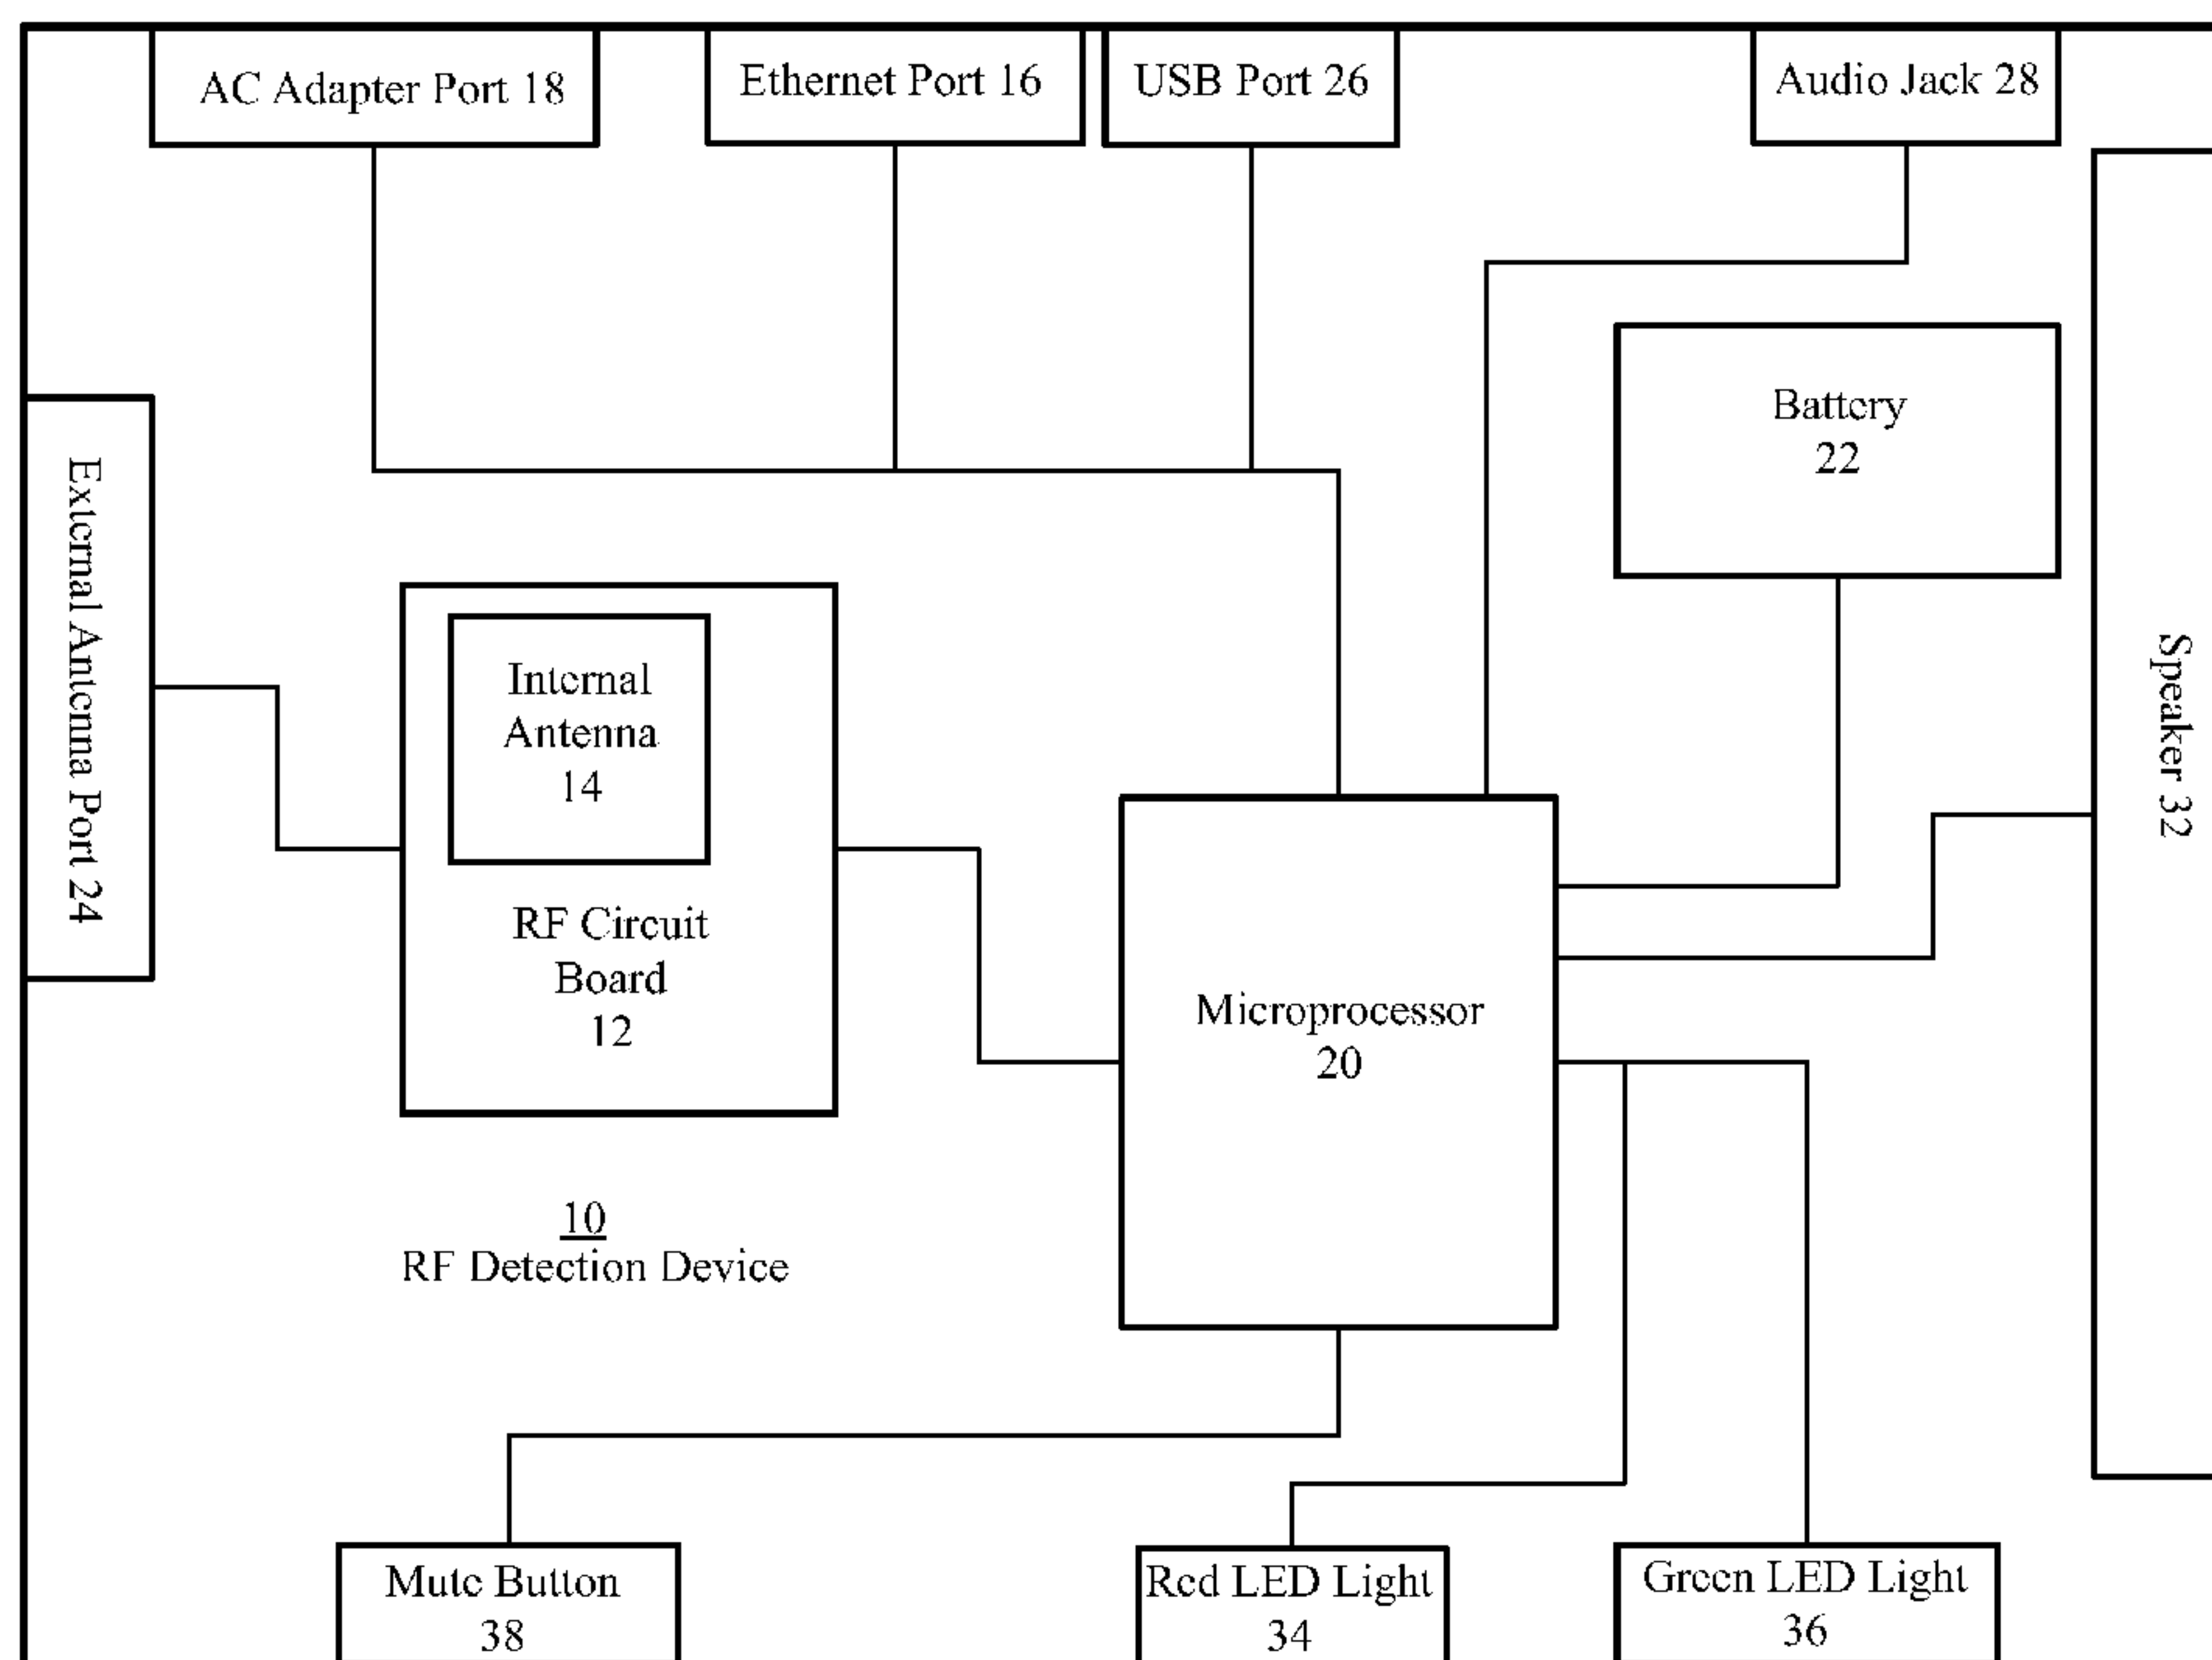 AC Adapter Port 18
Ethernet Port 16
USB Port 26
Audio Jack 28
Battery
22
External Antenna Port 24
Internal
Antenna
14
RF Circuit
Board
12
Speaker 32
Microprocessor
20
10
RF Detection Device
Mute Button
38
Red LED Light
34
Green LED Light
36